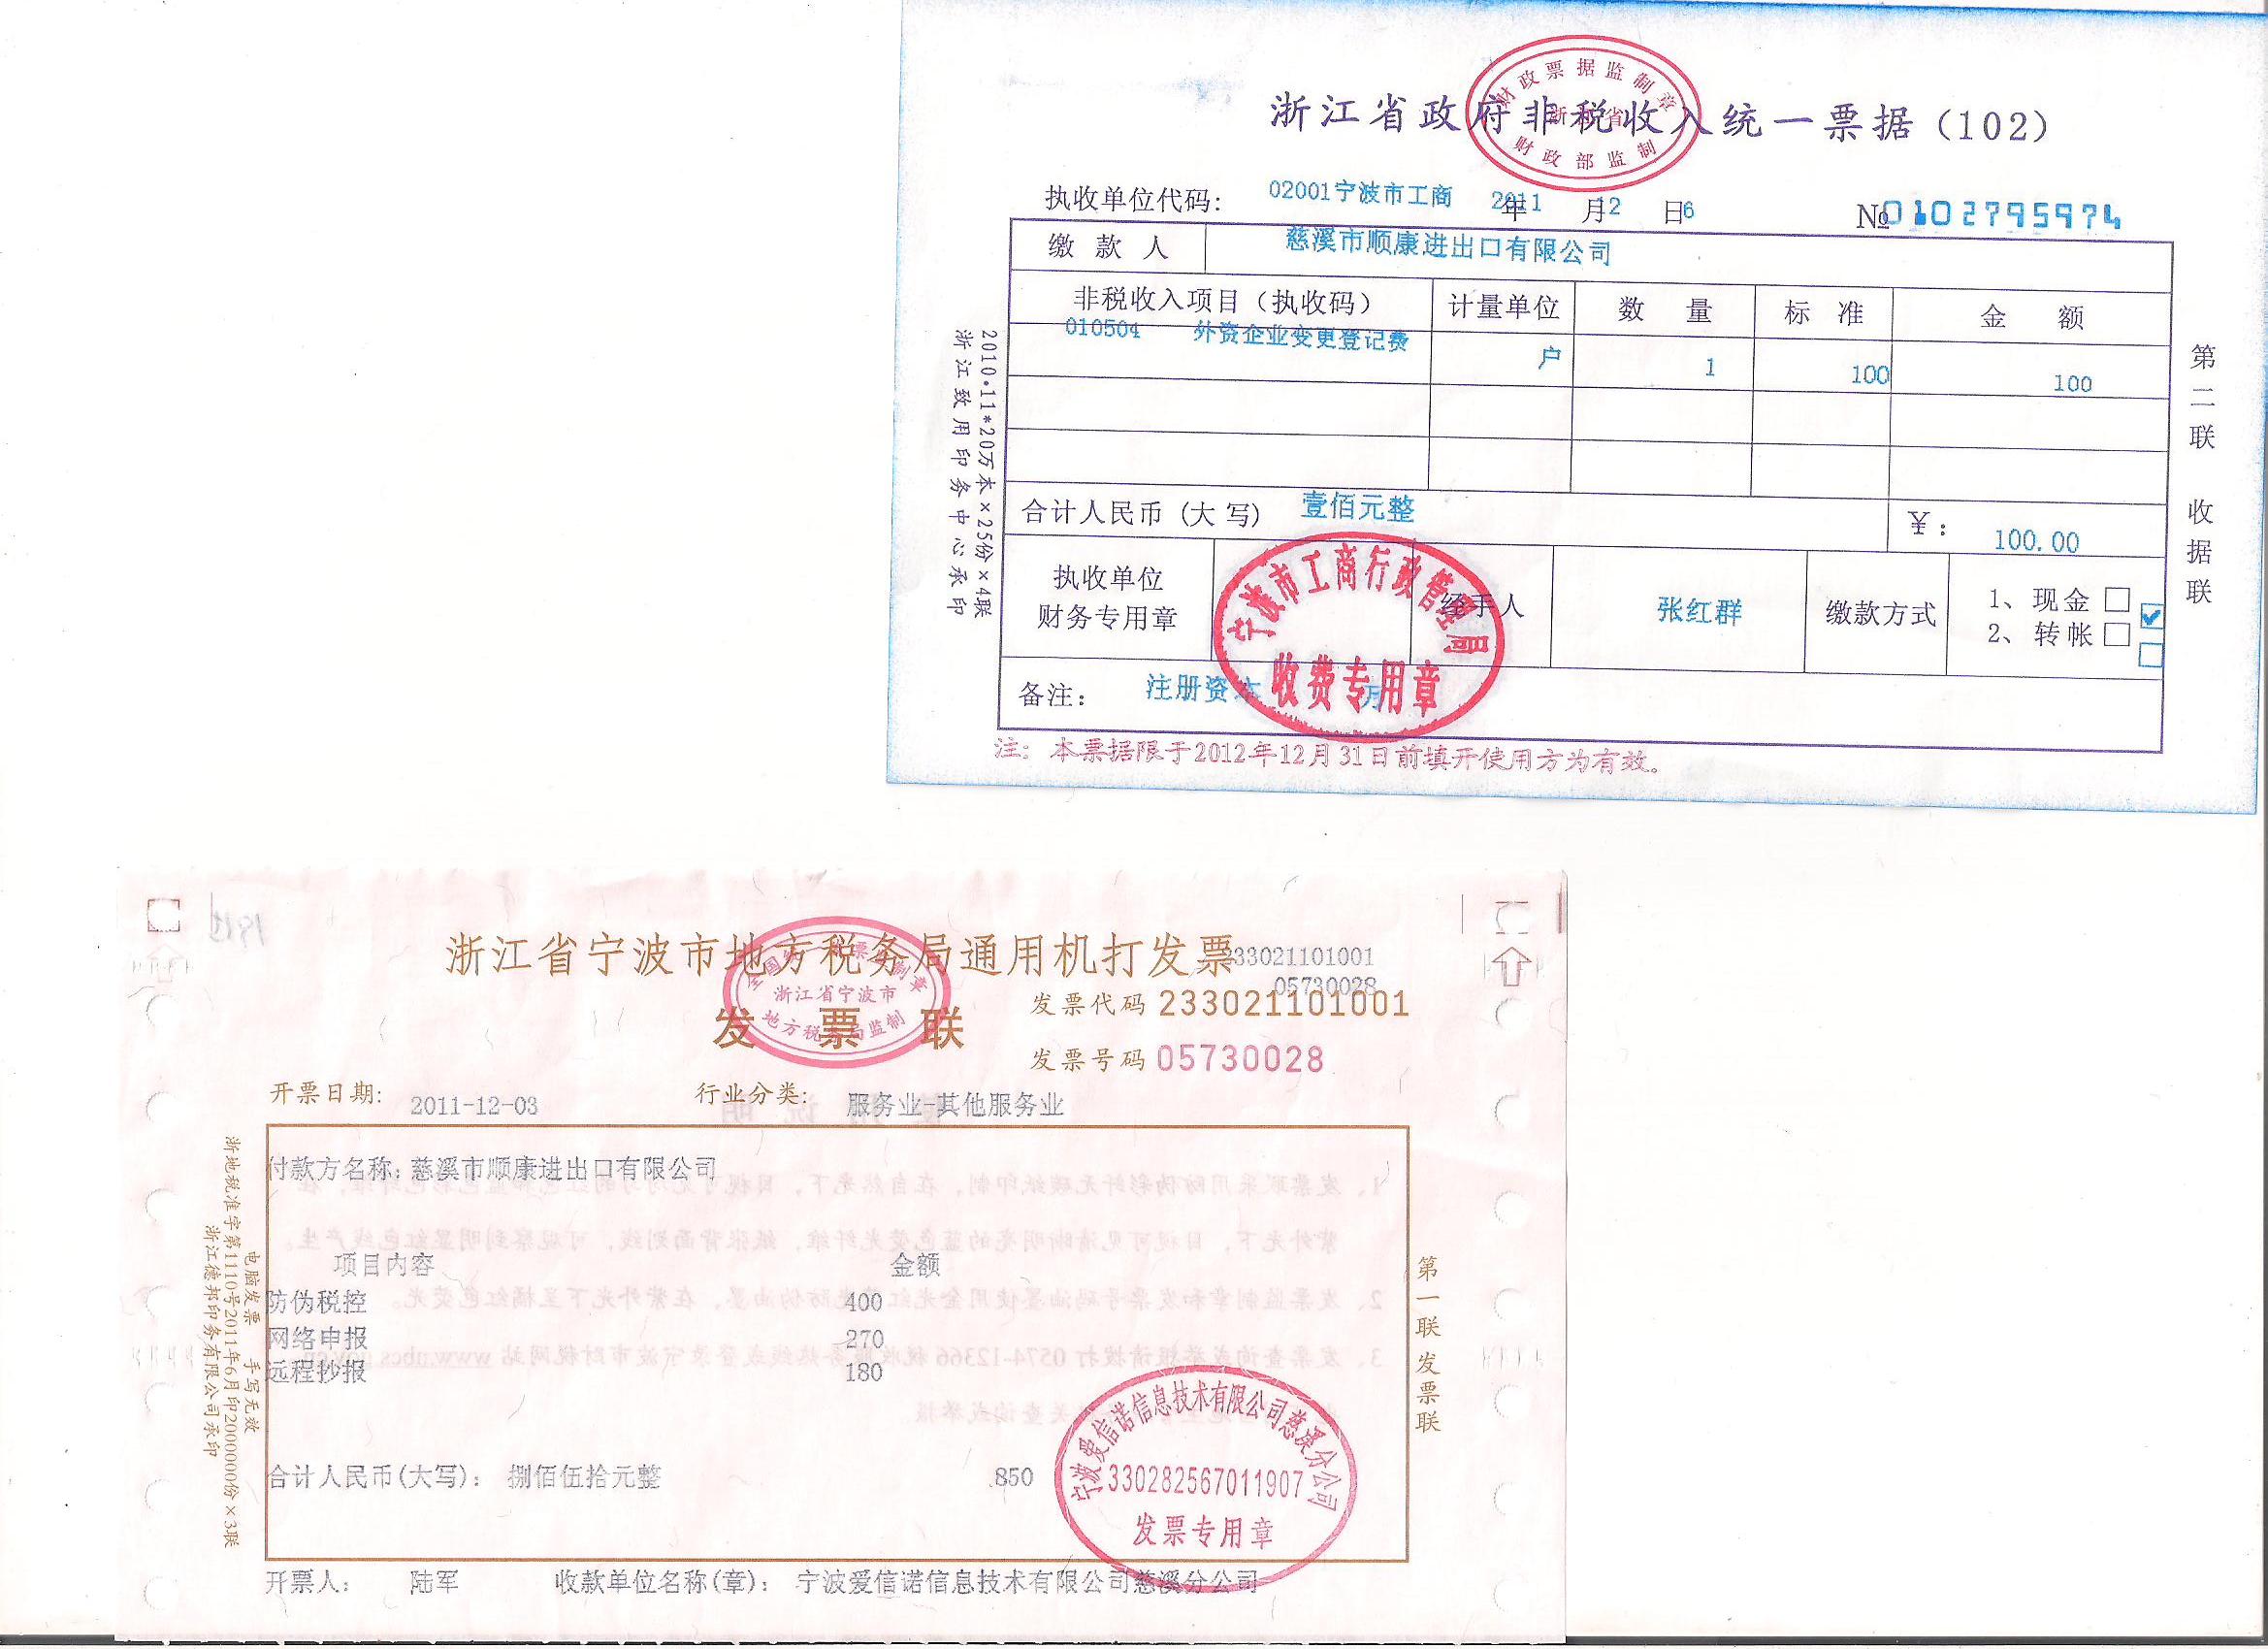 浙江省政府非税收入统一票据(102)
财政票据监制章
浙江省
财政部监制
执收单位代码: 02001宁波市工商 2011年 12月 6日 №0102795974
缴款人 慈溪市顺康进出口有限公司
非税收入项目(执收码) 计量单位 数量 标准 金额
010504 外资企业变更登记费 户 1 100 100
合计人民币(大写) 壹佰元整 ¥: 100.00
执收单位
财务专用章
经手人 张红群 缴款方式
1、现金□
2、转帐□
宁波市工商行政管理局
收费专用章
备注: 注册资本
注: 本票据限于2012年12月31日前填开使用方为有效。
第二联 收据联
2010·11*20万本×25份×4联
浙江致用印务中心承印
浙江省宁波市地方税务局通用机打发票
233021101001
05730028
发票联
浙江省宁波市
地方税务局监制
发票代码 233021101001
发票号码 05730028
开票日期: 2011-12-03 行业分类: 服务业-其他服务业
付款方名称: 慈溪市顺康进出口有限公司
项目内容 金额
防伪税控 400
网络申报 270
远程抄报 180
合计人民币(大写): 捌佰伍拾元整 850
宁波爱信诺信息技术有限公司慈溪分公司
330282567011907
发票专用章
开票人: 陆军 收款单位名称(章): 宁波爱信诺信息技术有限公司慈溪分公司
第一联 发票联
电脑发票 手写无效
浙地税准字第1110号2011年6月印2000000份×3联
浙江德邦印务有限公司承印